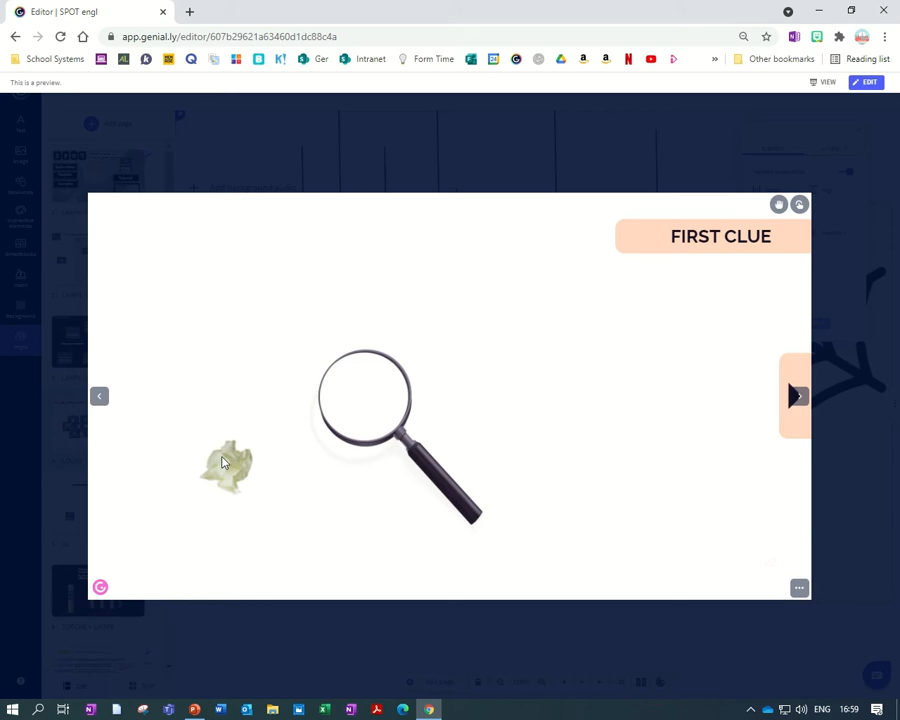 Editor | SPOT engl
app.genial.ly/editor/607b29621a63460d1dc88c4a
School Systems
Ger
Intranet
Form Time
Other bookmarks
Reading list
This is a preview.
VIEW
EDIT
FIRST CLUE
ENG
16:59